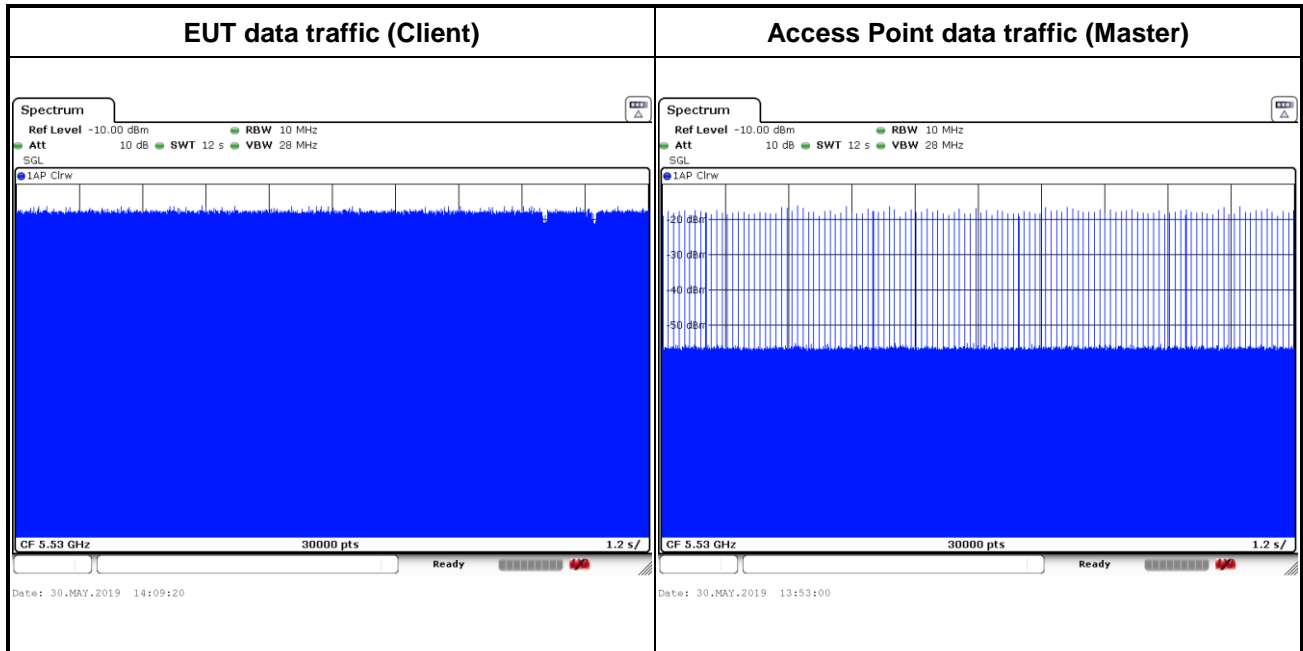 EUT data traffic (Client)
Access Point data traffic (Master)
Spectrum
Ref Level -10.00 dBm RBW 10 MHz
Att 10 dB SWT 12 s VBW 28 MHz
SGL
1AP Clrw
CF 5.53 GHz 30000 pts 1.2 s/
Ready
Date: 30.MAY.2019 14:09:20
Spectrum
Ref Level -10.00 dBm RBW 10 MHz
Att 10 dB SWT 12 s VBW 28 MHz
SGL
1AP Clrw
-20 dBm
-30 dBm
-40 dBm
-50 dBm
CF 5.53 GHz 30000 pts 1.2 s/
Ready
Date: 30.MAY.2019 13:53:00